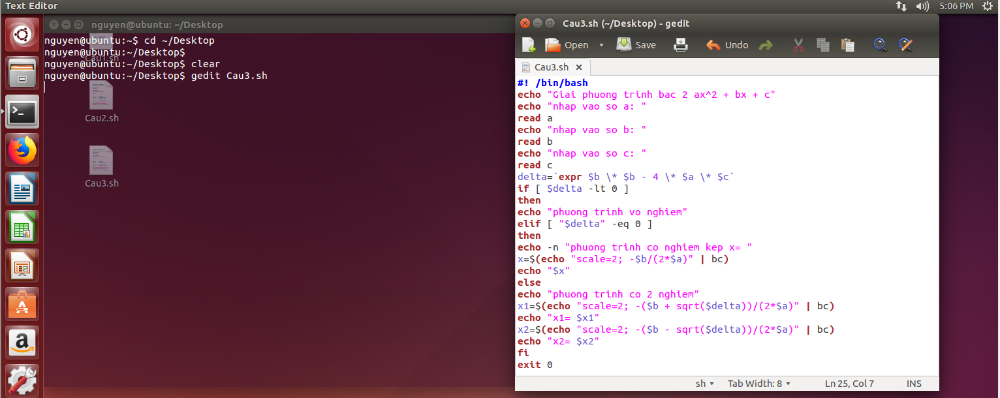 Text Editor
5:06 PM
nguyen@ubuntu: ~/Desktop
nguyen@ubuntu:~$ cd ~/Desktop
nguyen@ubuntu:~/Desktop$
nguyen@ubuntu:~/Desktop$ clear
nguyen@ubuntu:~/Desktop$ gedit Cau3.sh
Cau1.sh
Cau2.sh
Cau3.sh
Cau3.sh (~/Desktop) - gedit
Open Save Undo
Cau3.sh
#! /bin/bash
echo "Giai phuong trinh bac 2 ax^2 + bx + c"
echo "nhap vao so a: "
read a
echo "nhap vao so b: "
read b
echo "nhap vao so c: "
read c
delta=`expr $b \* $b - 4 \* $a \* $c`
if [ $delta -lt 0 ]
then
echo "phuong trinh vo nghiem"
elif [ "$delta" -eq 0 ]
then
echo -n "phuong trinh co nghiem kep x= "
x=$(echo "scale=2; -$b/(2*$a)" | bc)
echo "$x"
else
echo "phuong trinh co 2 nghiem"
x1=$(echo "scale=2; -($b + sqrt($delta))/(2*$a)" | bc)
echo "x1= $x1"
x2=$(echo "scale=2; -($b - sqrt($delta))/(2*$a)" | bc)
echo "x2= $x2"
fi
exit 0
sh Tab Width: 8 Ln 25, Col 7 INS